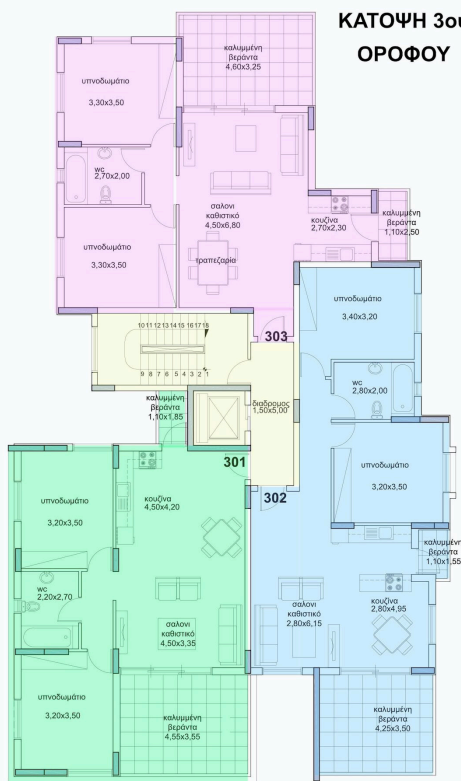 ΚΑΤΟΨΗ 3ου
ΟΡΟΦΟΥ
καλυμμένη
βεράντα
4,60x3,25
υπνοδωμάτιο
3,30x3,50
wc
2,70x2,00
σαλονι
καθιστικό
4,50x6,80
κουζίνα
2,70x2,30
καλυμμένη
βεράντα
1,10x2,50
υπνοδωμάτιο
3,30x3,50
τραπεζαρία
303
υπνοδωμάτιο
3,40x3,20
10 11 12 13 14 15 16 17 18
9 8 7 6 5 4 3 2 1
διαδρομος
1,50x5,00
wc
2,80x2,00
καλυμμένη
βεράντα
1,10x1,85
301
302
υπνοδωμάτιο
3,20x3,50
υπνοδωμάτιο
3,20x3,50
κουζίνα
4,50x4,20
καλυμμένη
βεράντα
1,10x1,55
wc
2,20x2,70
σαλονι
καθιστικό
4,50x3,35
σαλονι
καθιστικό
2,80x6,15
κουζίνα
2,80x4,95
υπνοδωμάτιο
3,20x3,50
καλυμμένη
βεράντα
4,55x3,55
καλυμμένη
βεράντα
4,25x3,50